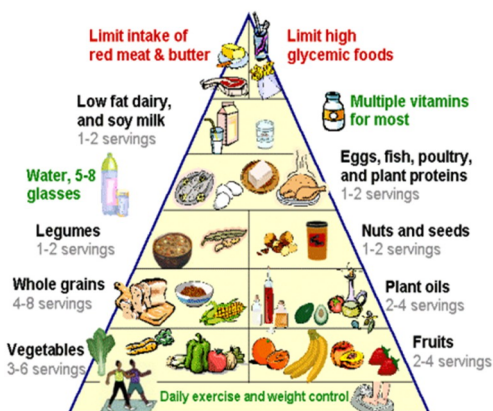 Limit intake of
red meat & butter
Limit high
glycemic foods
Low fat dairy,
and soy milk
1-2 servings
Multiple vitamins
for most
Water, 5-8
glasses
Eggs, fish, poultry,
and plant proteins
1-2 servings
Legumes
1-2 servings
Nuts and seeds
1-2 servings
Whole grains
4-8 servings
Plant oils
2-4 servings
Vegetables
3-6 servings
Fruits
2-4 servings
Daily exercise and weight control